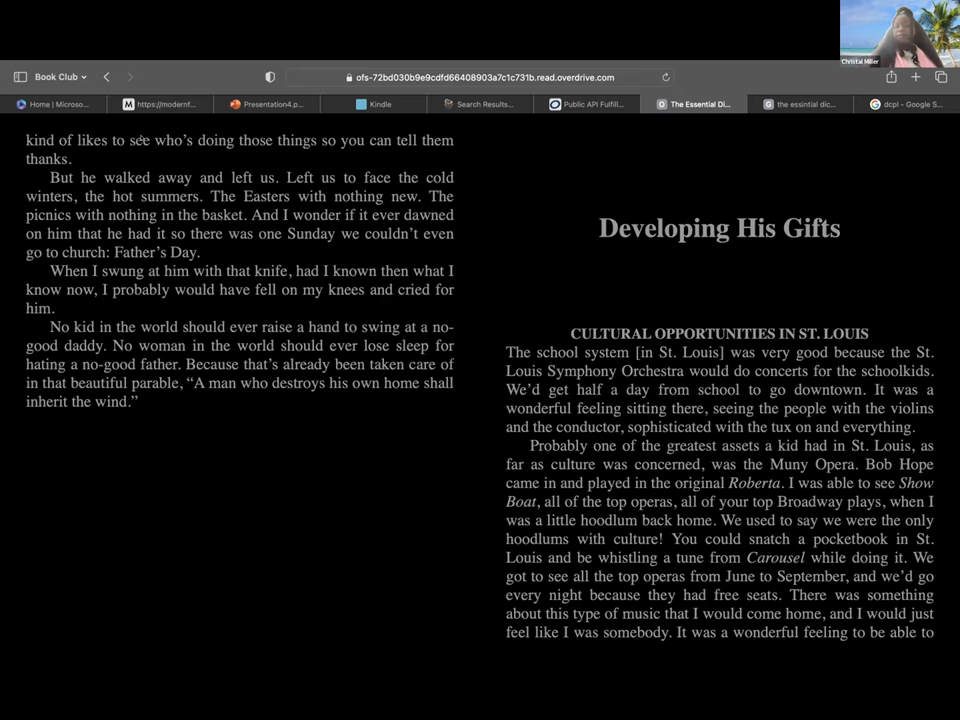 Christal Miller
Book Club
ofs-72bd030b9e9cdfd66408903a7c1c731b.read.overdrive.com
Home | Microso...
M https://modernf...
Presentation4.p...
Kindle
Search Results...
Public API Fulfill...
The Essential Di...
the essintial dic...
dcpl - Google S...
kind of likes to see who's doing those things so you can tell them
thanks.
But he walked away and left us. Left us to face the cold
winters, the hot summers. The Easters with nothing new. The
picnics with nothing in the basket. And I wonder if it ever dawned
on him that he had it so there was one Sunday we couldn't even
go to church: Father's Day.
When I swung at him with that knife, had I known then what I
know now, I probably would have fell on my knees and cried for
him.
No kid in the world should ever raise a hand to swing at a no-
good daddy. No woman in the world should ever lose sleep for
hating a no-good father. Because that's already been taken care of
in that beautiful parable, “A man who destroys his own home shall
inherit the wind.”
Developing His Gifts
CULTURAL OPPORTUNITIES IN ST. LOUIS
The school system [in St. Louis] was very good because the St.
Louis Symphony Orchestra would do concerts for the schoolkids.
We'd get half a day from school to go downtown. It was a
wonderful feeling sitting there, seeing the people with the violins
and the conductor, sophisticated with the tux on and everything.
Probably one of the greatest assets a kid had in St. Louis, as
far as culture was concerned, was the Muny Opera. Bob Hope
came in and played in the original Roberta. I was able to see Show
Boat, all of the top operas, all of your top Broadway plays, when I
was a little hoodlum back home. We used to say we were the only
hoodlums with culture! You could snatch a pocketbook in St.
Louis and be whistling a tune from Carousel while doing it. We
got to see all the top operas from June to September, and we'd go
every night because they had free seats. There was something
about this type of music that I would come home, and I would just
feel like I was somebody. It was a wonderful feeling to be able to